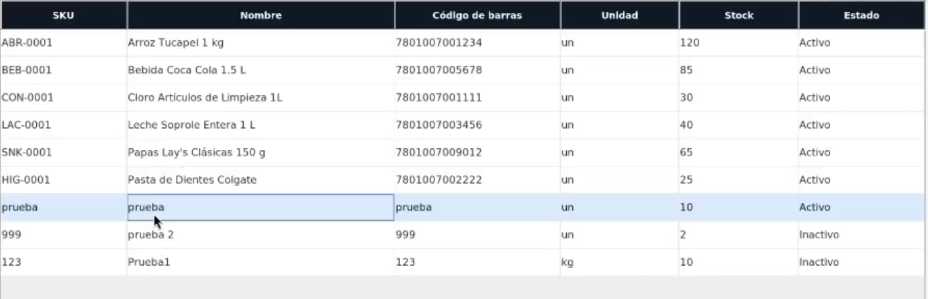 SKU Nombre Código de barras Unidad Stock Estado
ABR-0001 Arroz Tucapel 1 kg 7801007001234 un 120 Activo
BEB-0001 Bebida Coca Cola 1.5 L 7801007005678 un 85 Activo
CON-0001 Cloro Artículos de Limpieza 1L 7801007001111 un 30 Activo
LAC-0001 Leche Soprole Entera 1 L 7801007003456 un 40 Activo
SNK-0001 Papas Lay's Clásicas 150 g 7801007009012 un 65 Activo
HIG-0001 Pasta de Dientes Colgate 7801007002222 un 25 Activo
prueba prueba prueba un 10 Activo
999 prueba 2 999 un 2 Inactivo
123 Prueba1 123 kg 10 Inactivo